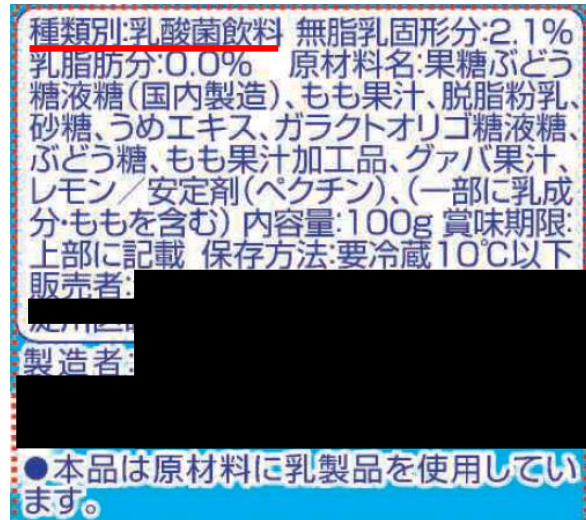 種類別:乳酸菌飲料 無脂乳固形分:2.1%
乳脂肪分:0.0% 原材料名:果糖ぶどう
糖液糖(国内製造)、もも果汁、脱脂粉乳、
砂糖、うめエキス、ガラクトオリゴ糖液糖、
ぶどう糖、もも果汁加工品、グァバ果汁、
レモン/安定剤(ペクチン)、(一部に乳成
分・ももを含む) 内容量:100g 賞味期限:
上部に記載 保存方法:要冷蔵10℃以下
販売者:
製造者:
●本品は原材料に乳製品を使用してい
ます。